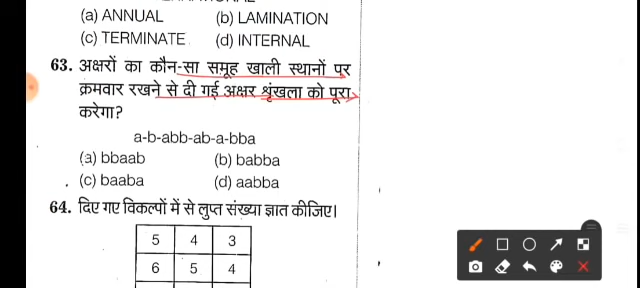 (a) ANNUAL (b) LAMINATION
(c) TERMINATE (d) INTERNAL
63. अक्षरों का कौन-सा समूह खाली स्थानों पर
क्रमवार रखने से दी गई अक्षर श्रृंखला को पूरा
करेगा?
a-b-abb-ab-a-bba
(a) bbaab (b) babba
(c) baaba (d) aabba
64. दिए गए विकल्पों में से लुप्त संख्या ज्ञात कीजिए।
5 4 3
6 5 4